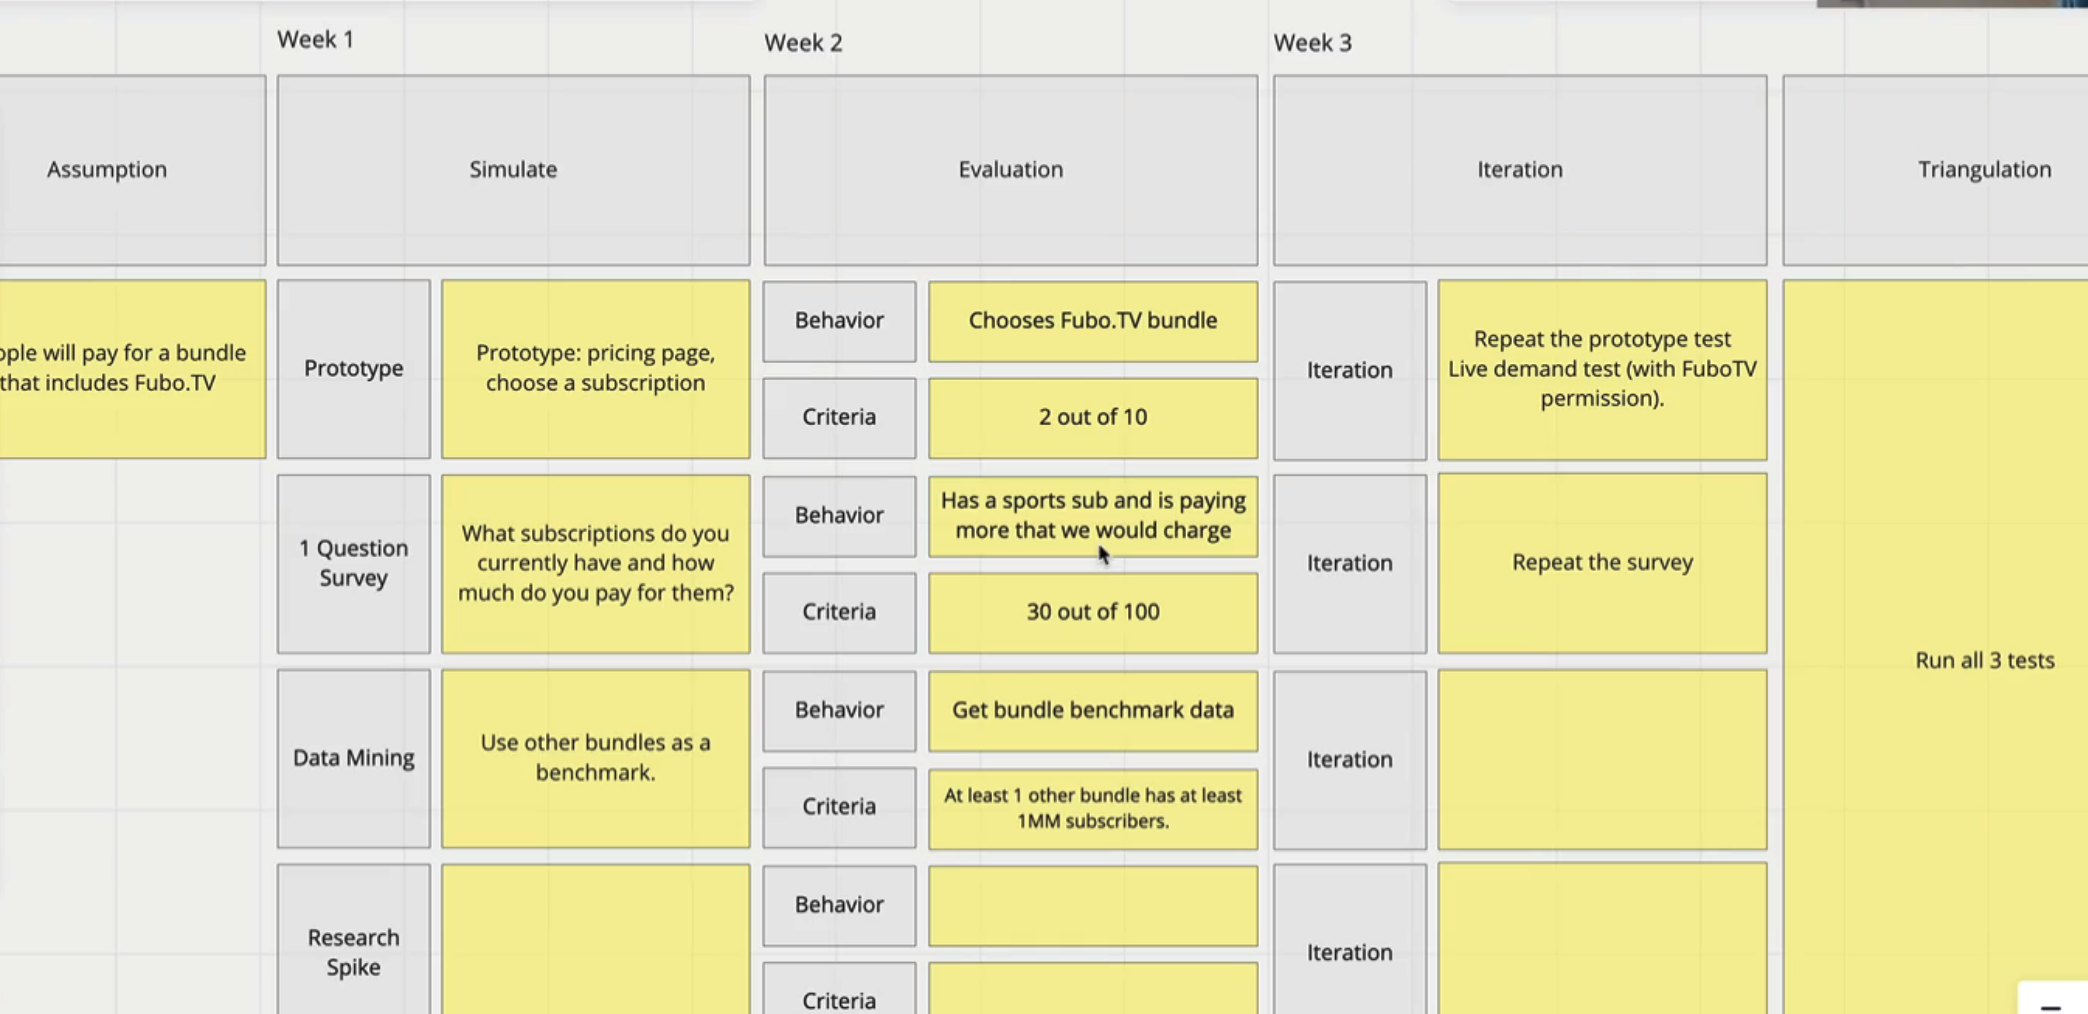 Week 1
Week 2
Week 3
Assumption
Simulate
Evaluation
Iteration
Triangulation
will pay for a bundle
that includes Fubo.TV
Prototype
Prototype: pricing page,
choose a subscription
Behavior
Chooses Fubo.TV bundle
Criteria
2 out of 10
Iteration
Repeat the prototype test
Live demand test (with FuboTV
permission).
1 Question
Survey
What subscriptions do you
currently have and how
much do you pay for them?
Behavior
Has a sports sub and is paying
more that we would charge
Criteria
30 out of 100
Iteration
Repeat the survey
Run all 3 tests
Data Mining
Use other bundles as a
benchmark.
Behavior
Get bundle benchmark data
Criteria
At least 1 other bundle has at least
1MM subscribers.
Iteration
Research
Spike
Behavior
Criteria
Iteration